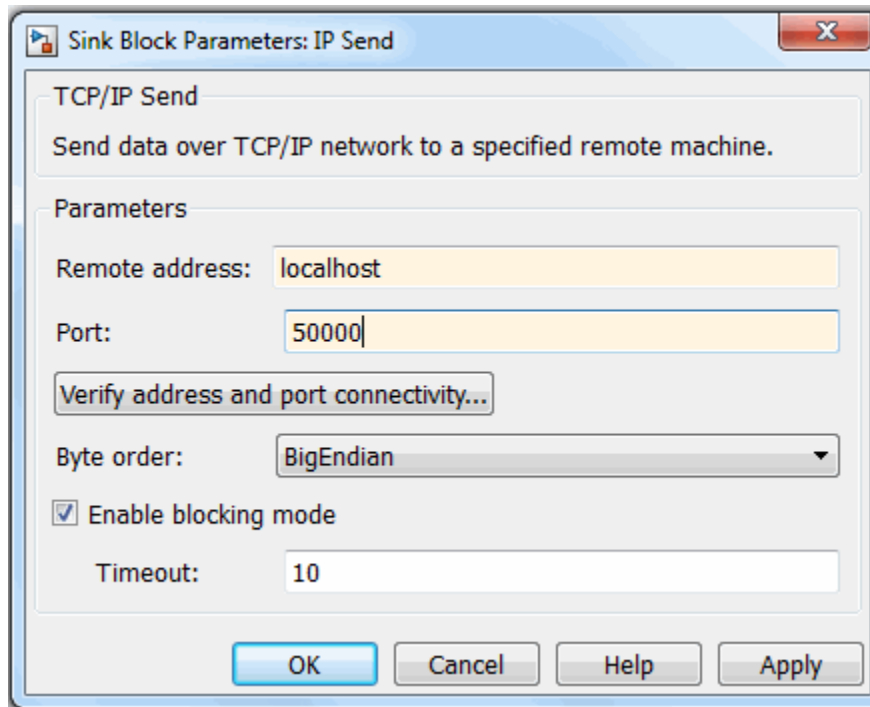 Sink Block Parameters: IP Send
TCP/IP Send
Send data over TCP/IP network to a specified remote machine.
Parameters
Remote address: localhost
Port: 50000
Verify address and port connectivity...
Byte order: BigEndian
Enable blocking mode
Timeout: 10
OK Cancel Help Apply